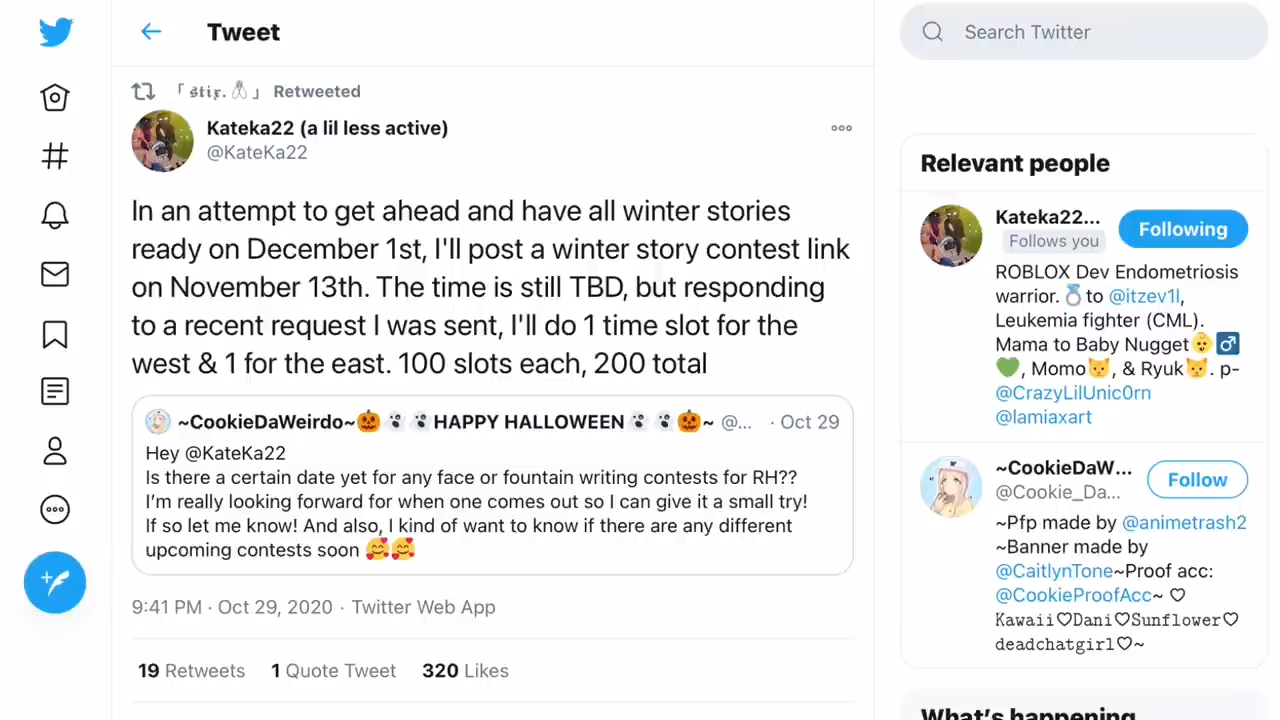 Tweet
Search Twitter
「 𝖘𝖙𝖎𝖝. 」 Retweeted
Kateka22 (a lil less active)
@KateKa22
In an attempt to get ahead and have all winter stories
ready on December 1st, I'll post a winter story contest link
on November 13th. The time is still TBD, but responding
to a recent request I was sent, I'll do 1 time slot for the
west & 1 for the east. 100 slots each, 200 total
~CookieDaWeirdo~🎃👻👻HAPPY HALLOWEEN👻👻🎃~ @... · Oct 29
Hey @KateKa22
Is there a certain date yet for any face or fountain writing contests for RH??
I’m really looking forward for when one comes out so I can give it a small try!
If so let me know! And also, I kind of want to know if there are any different
upcoming contests soon 🥰🥰
9:41 PM · Oct 29, 2020 · Twitter Web App
19 Retweets 1 Quote Tweet 320 Likes
Relevant people
Kateka22...
Following
Follows you
ROBLOX Dev Endometriosis
warrior. 💍to @itzev1l,
Leukemia fighter (CML).
Mama to Baby Nugget👶♂️
💚, Momo🐱, & Ryuk🐱. p-
@CrazyLilUnic0rn
@lamiaxart
~CookieDaW...
@Cookie_Da...
Follow
~Pfp made by @animetrash2
~Banner made by
@CaitlynTone~Proof acc:
@CookieProofAcc~ ♡
𝙺𝚊𝚠𝚊𝚒𝚒♡𝙳𝚊𝚗𝚒♡𝚂𝚞𝚗𝚏𝚕𝚘𝚠𝚎𝚛♡
𝚍𝚎𝚊𝚍𝚌𝚑𝚊𝚝𝚐𝚒𝚛𝚕♡~
What’s happening